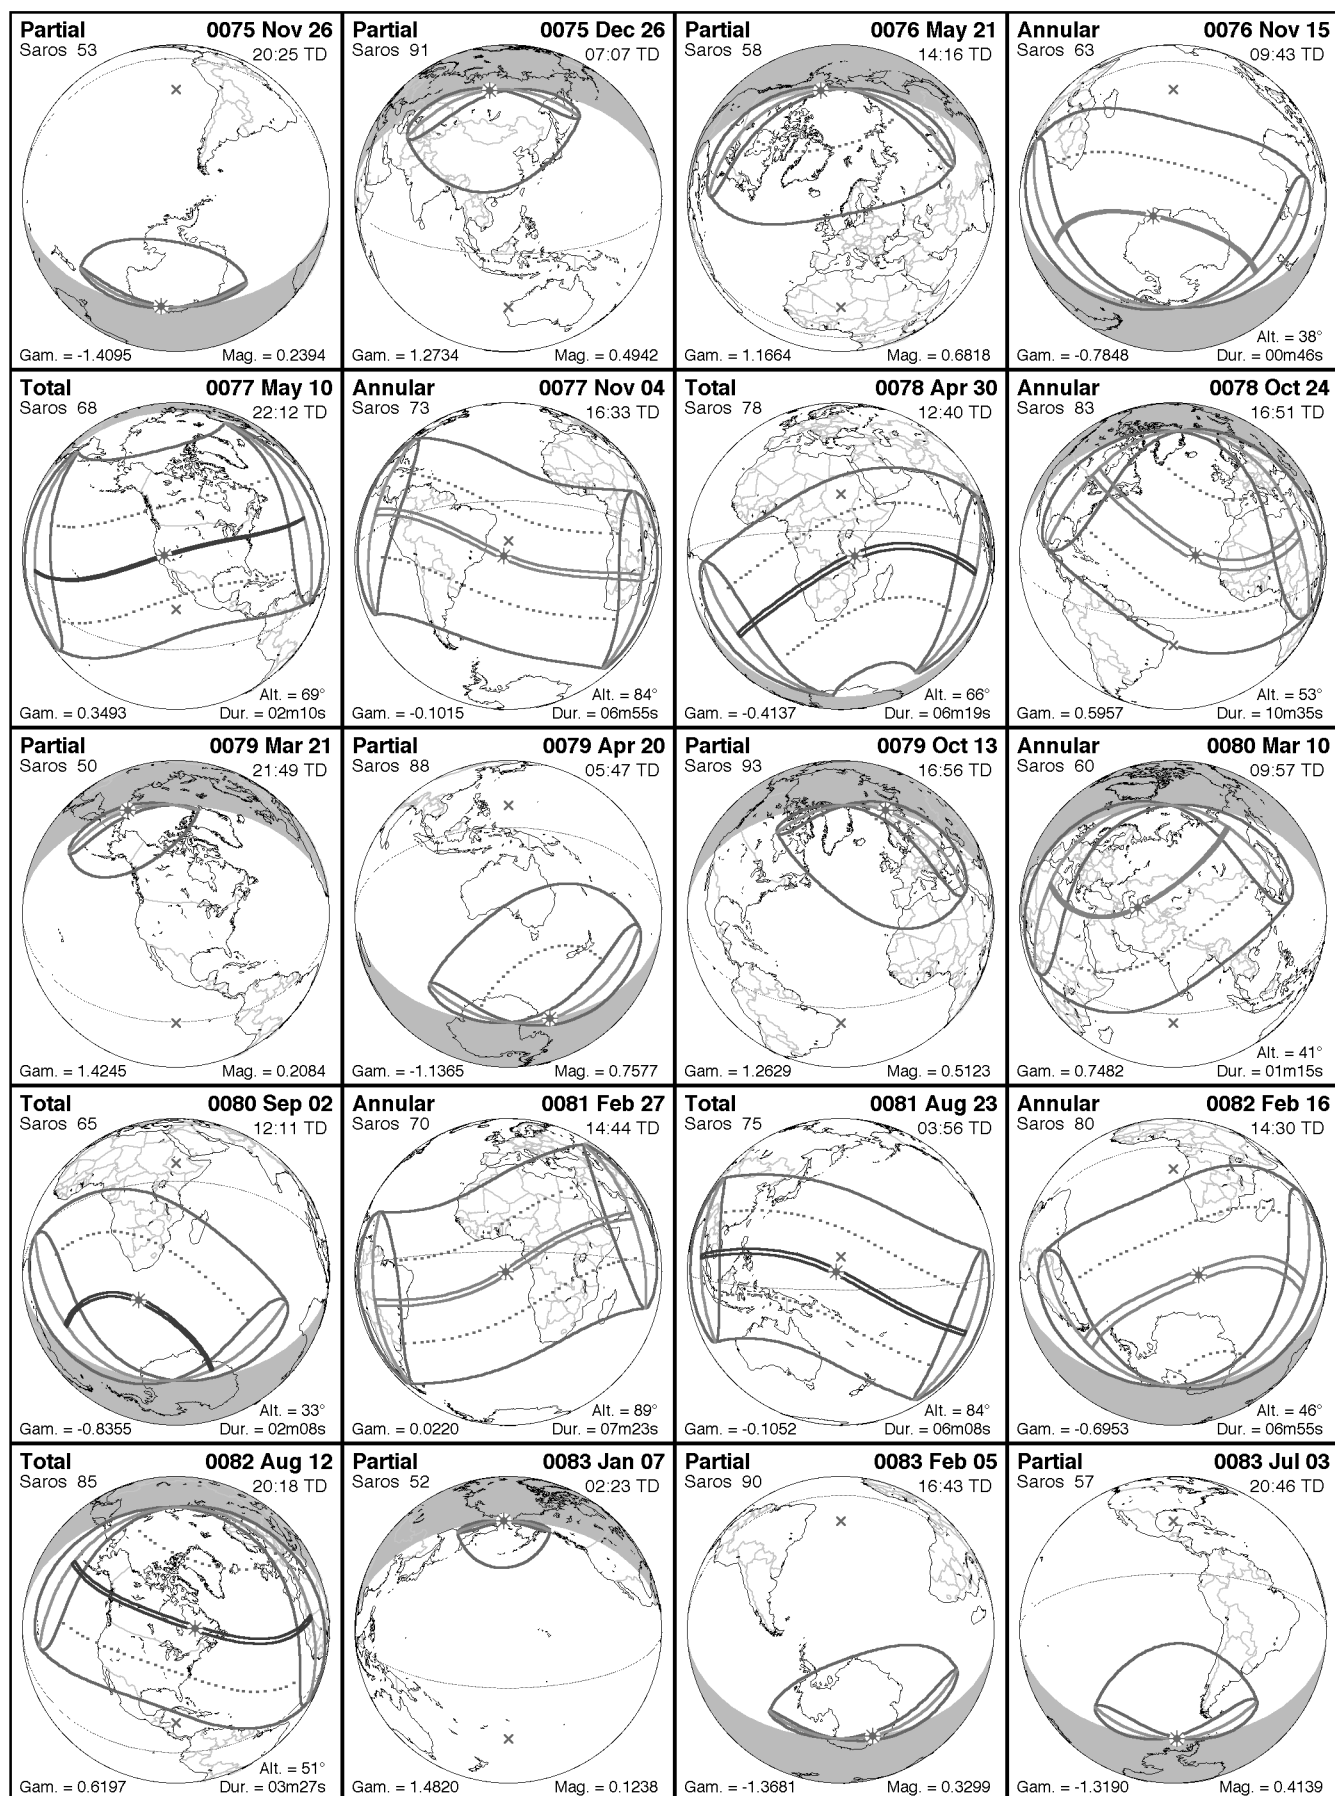 Partial 0075 Nov 26
Saros 53 20:25 TD
Gam. = -1.4095 Mag. = 0.2394
Partial 0075 Dec 26
Saros 91 07:07 TD
Gam. = 1.2734 Mag. = 0.4942
Partial 0076 May 21
Saros 58 14:16 TD
Gam. = 1.1664 Mag. = 0.6818
Annular 0076 Nov 15
Saros 63 09:43 TD
Alt. = 38°
Gam. = -0.7848 Dur. = 00m46s
Total 0077 May 10
Saros 68 22:12 TD
Alt. = 69°
Gam. = 0.3493 Dur. = 02m10s
Annular 0077 Nov 04
Saros 73 16:33 TD
Alt. = 84°
Gam. = -0.1015 Dur. = 06m55s
Total 0078 Apr 30
Saros 78 12:40 TD
Alt. = 66°
Gam. = -0.4137 Dur. = 06m19s
Annular 0078 Oct 24
Saros 83 16:51 TD
Alt. = 53°
Gam. = 0.5957 Dur. = 10m35s
Partial 0079 Mar 21
Saros 50 21:49 TD
Gam. = 1.4245 Mag. = 0.2084
Partial 0079 Apr 20
Saros 88 05:47 TD
Gam. = -1.1365 Mag. = 0.7577
Partial 0079 Oct 13
Saros 93 16:56 TD
Gam. = 1.2629 Mag. = 0.5123
Annular 0080 Mar 10
Saros 60 09:57 TD
Alt. = 41°
Gam. = 0.7482 Dur. = 01m15s
Total 0080 Sep 02
Saros 65 12:11 TD
Alt. = 33°
Gam. = -0.8355 Dur. = 02m08s
Annular 0081 Feb 27
Saros 70 14:44 TD
Alt. = 89°
Gam. = 0.0220 Dur. = 07m23s
Total 0081 Aug 23
Saros 75 03:56 TD
Alt. = 84°
Gam. = -0.1052 Dur. = 06m08s
Annular 0082 Feb 16
Saros 80 14:30 TD
Alt. = 46°
Gam. = -0.6953 Dur. = 06m55s
Total 0082 Aug 12
Saros 85 20:18 TD
Alt. = 51°
Gam. = 0.6197 Dur. = 03m27s
Partial 0083 Jan 07
Saros 52 02:23 TD
Gam. = 1.4820 Mag. = 0.1238
Partial 0083 Feb 05
Saros 90 16:43 TD
Gam. = -1.3681 Mag. = 0.3299
Partial 0083 Jul 03
Saros 57 20:46 TD
Gam. = -1.3190 Mag. = 0.4139